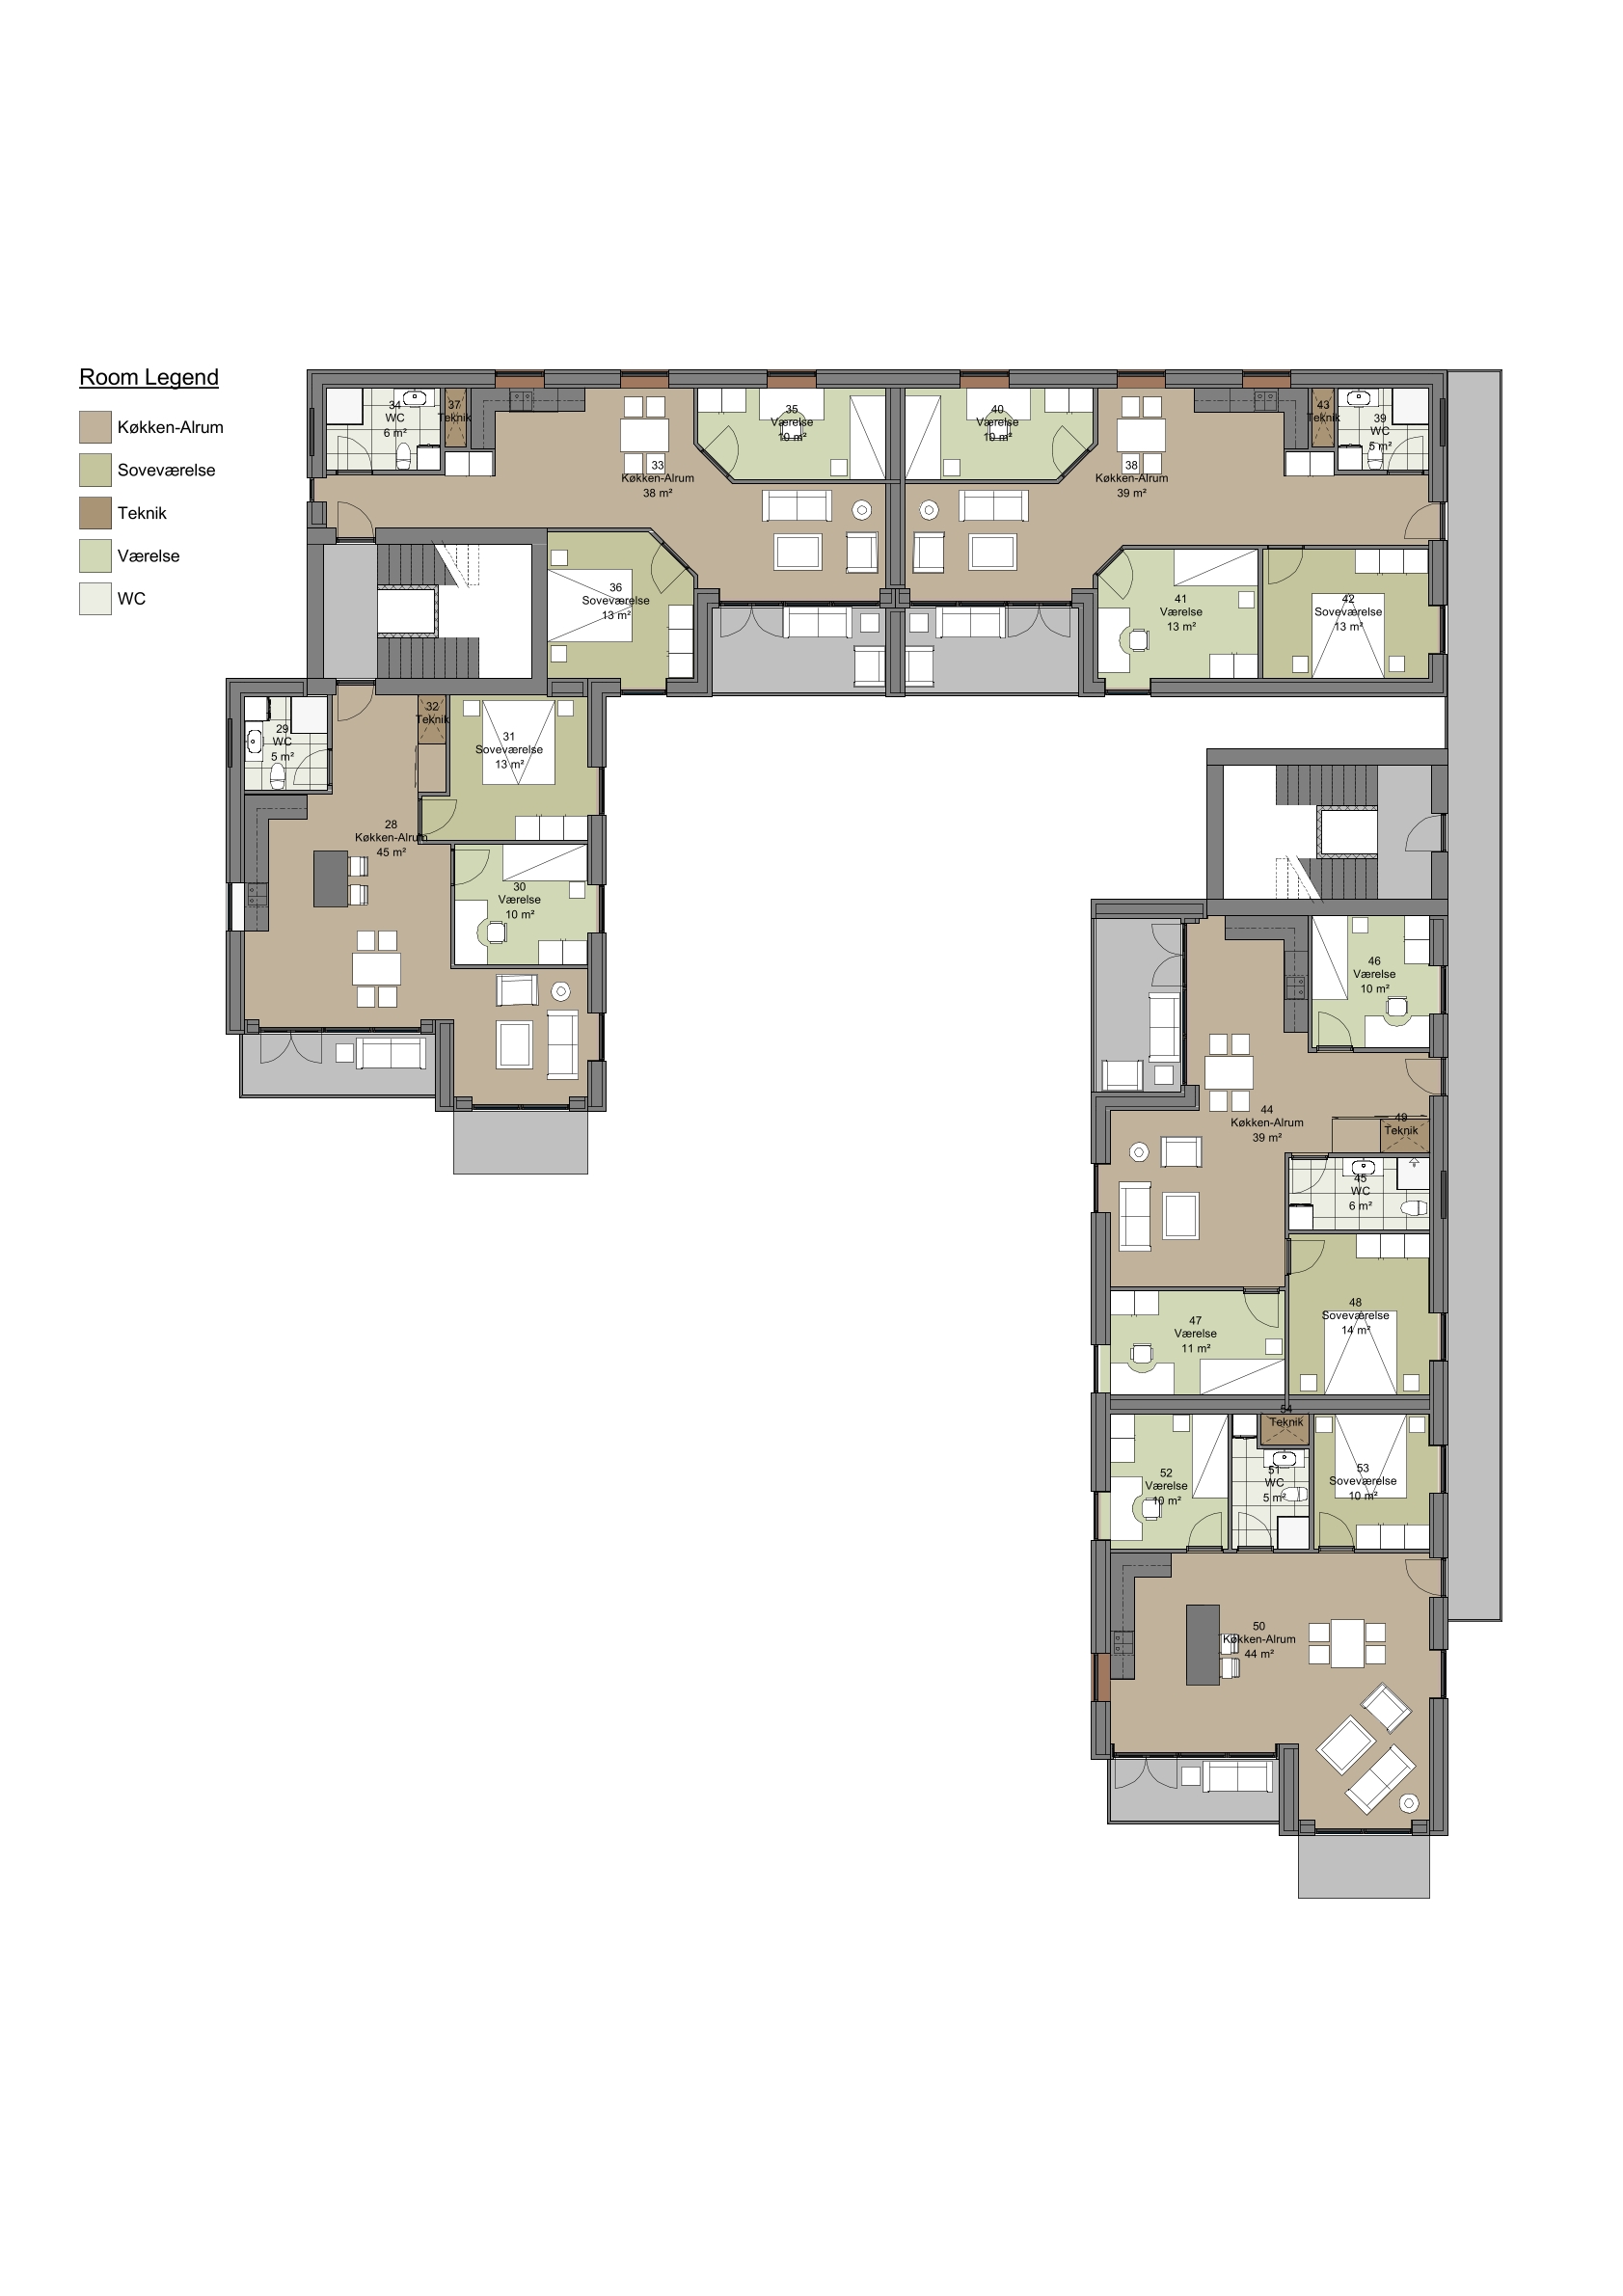 Room Legend
Køkken-Alrum
Soveværelse
Teknik
Værelse
WC
34
WC
6 m²
37
Teknik
33
Køkken-Alrum
38 m²
35
Værelse
10 m²
40
Værelse
10 m²
38
Køkken-Alrum
39 m²
43
Teknik
39
WC
5 m²
36
Soveværelse
13 m²
41
Værelse
13 m²
42
Soveværelse
13 m²
29
WC
5 m²
32
Teknik
31
Soveværelse
13 m²
28
Køkken-Alrum
45 m²
30
Værelse
10 m²
46
Værelse
10 m²
44
Køkken-Alrum
39 m²
49
Teknik
45
WC
6 m²
48
Soveværelse
14 m²
47
Værelse
11 m²
54
Teknik
52
Værelse
10 m²
51
WC
5 m²
53
Soveværelse
10 m²
50
Køkken-Alrum
44 m²